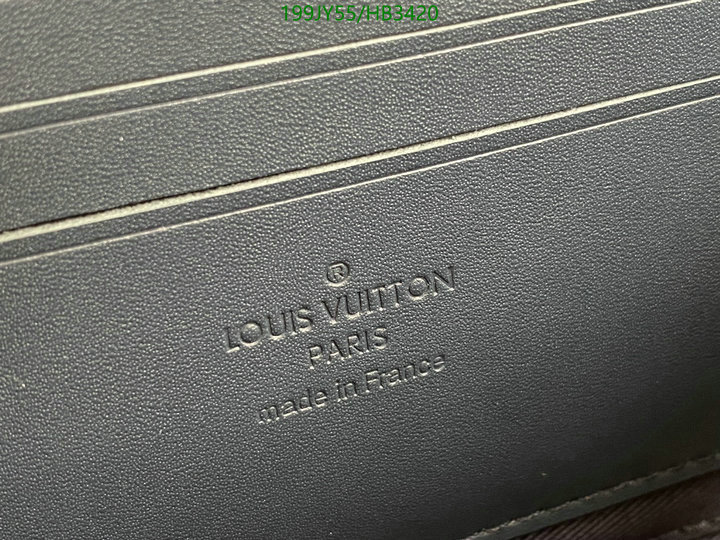 199JY55/HB3420
®
LOUIS VUITTON
PARIS
made in France